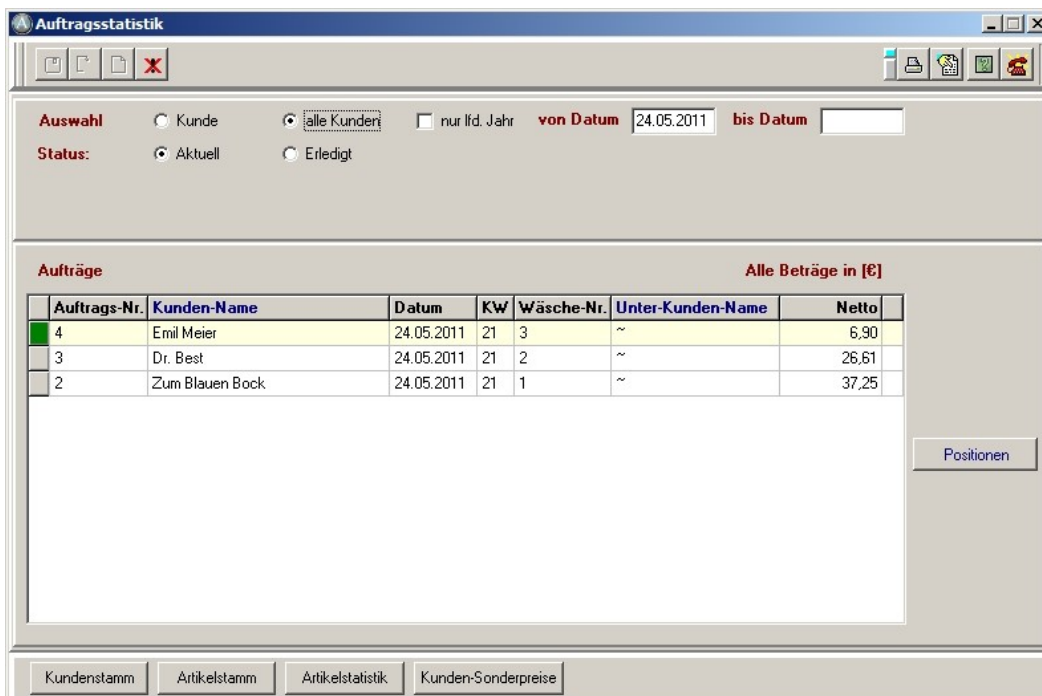 Auftragsstatistik
Auswahl Kunde alle Kunden nur lfd. Jahr von Datum 24.05.2011 bis Datum
Status: Aktuell Erledigt
Aufträge Alle Beträge in [€]
Auftrags-Nr. Kunden-Name Datum KW Wäsche-Nr. Unter-Kunden-Name Netto
4 Emil Meier 24.05.2011 21 3 ~ 6,90
3 Dr. Best 24.05.2011 21 2 ~ 26,61
2 Zum Blauen Bock 24.05.2011 21 1 ~ 37,25
Positionen
Kundenstamm Artikelstamm Artikelstatistik Kunden-Sonderpreise